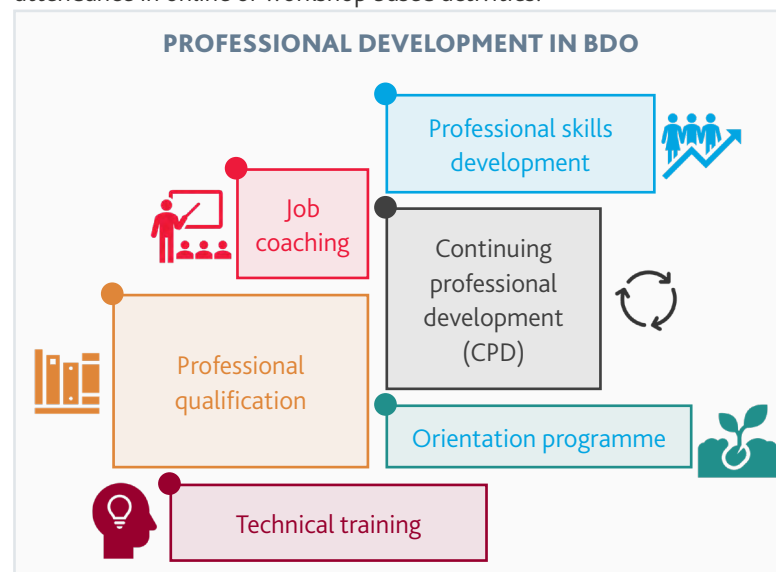 PROFESSIONAL DEVELOPMENT IN BDO
Professional skills
development
Job
coaching
Continuing
professional
development
(CPD)
Professional
qualification
Orientation programme
Technical training